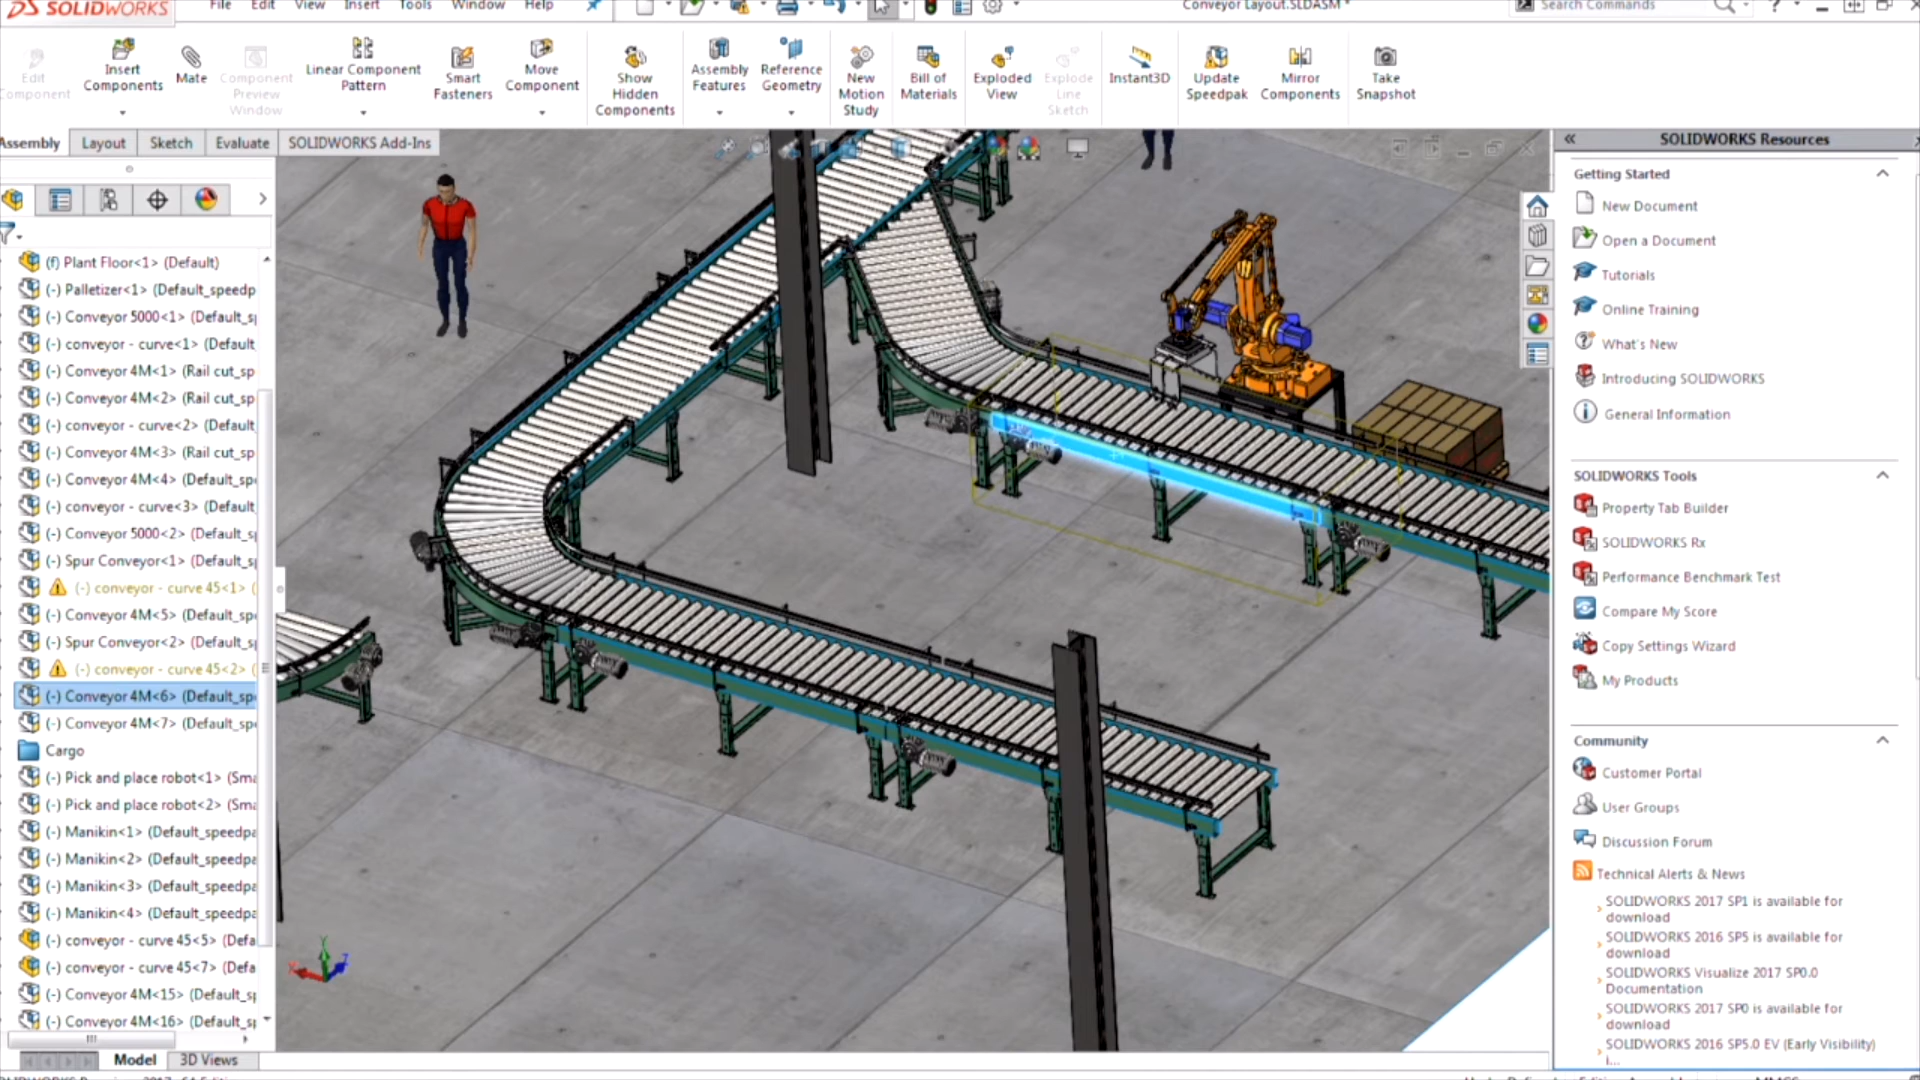 SOLIDWORKS
File Edit View Insert Tools Window Help
Conveyor Layout.SLDASM *
Search Commands
?
Edit Component
Insert Components
Mate
Component Preview Window
Linear Component Pattern
Smart Fasteners
Move Component
Show Hidden Components
Assembly Features
Reference Geometry
New Motion Study
Bill of Materials
Exploded View
Explode Line Sketch
Instant3D
Update Speedpak
Mirror Components
Take Snapshot
Assembly Layout Sketch Evaluate SOLIDWORKS Add-Ins
(f) Plant Floor<1> (Default)
(-) Palletizer<1> (Default_speedp
(-) Conveyor 5000<1> (Default_sp
(-) conveyor - curve<1> (Default
(-) Conveyor 4M<1> (Rail cut_sp
(-) Conveyor 4M<2> (Rail cut_sp
(-) conveyor - curve<2> (Default
(-) Conveyor 4M<3> (Rail cut_sp
(-) Conveyor 4M<4> (Default_spe
(-) conveyor - curve<3> (Default
(-) Conveyor 5000<2> (Default_sp
(-) Spur Conveyor<1> (Default_s
(-) conveyor - curve 45<1> (
(-) Conveyor 4M<5> (Default_spe
(-) Spur Conveyor<2> (Default_s
(-) conveyor - curve 45<2> (
(-) Conveyor 4M<6> (Default_spe
(-) Conveyor 4M<7> (Default_spe
Cargo
(-) Pick and place robot<1> (Sma
(-) Pick and place robot<2> (Sma
(-) Manikin<1> (Default_speedpa
(-) Manikin<2> (Default_speedpa
(-) Manikin<3> (Default_speedpa
(-) Manikin<4> (Default_speedpa
(-) conveyor - curve 45<5> (Defa
(-) conveyor - curve 45<7> (Defa
(-) Conveyor 4M<15> (Default_sp
(-) Conveyor 4M<16> (Default_sp
Model 3D Views
SOLIDWORKS Resources
Getting Started
New Document
Open a Document
Tutorials
Online Training
What's New
Introducing SOLIDWORKS
General Information
SOLIDWORKS Tools
Property Tab Builder
SOLIDWORKS Rx
Performance Benchmark Test
Compare My Score
Copy Settings Wizard
My Products
Community
Customer Portal
User Groups
Discussion Forum
Technical Alerts & News
SOLIDWORKS 2017 SP1 is available for
download
SOLIDWORKS 2016 SP5 is available for
download
SOLIDWORKS Visualize 2017 SP0.0
Documentation
SOLIDWORKS 2017 SP0 is available for
download
SOLIDWORKS 2016 SP5.0 EV (Early Visibility)
i...